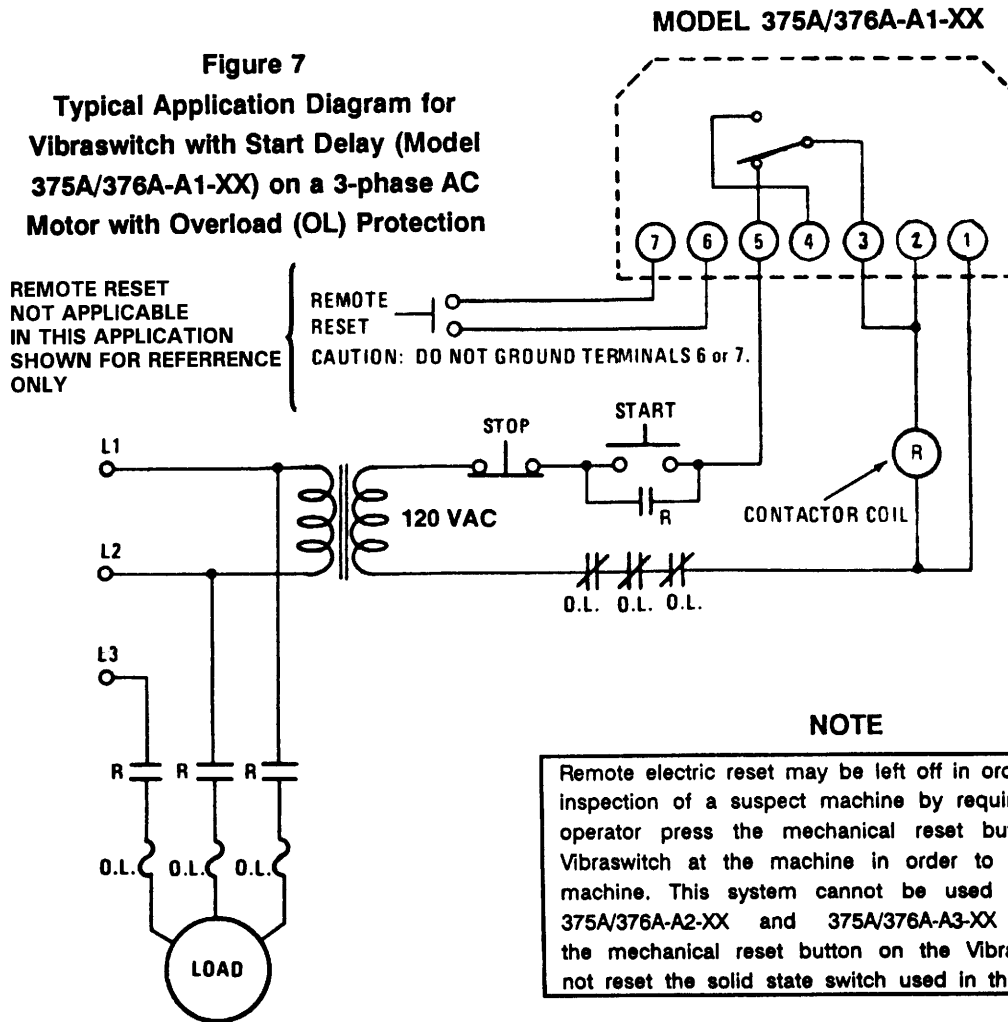 MODEL 375A/376A-A1-XX
Figure 7
Typical Application Diagram for
Vibraswitch with Start Delay (Model
375A/376A-A1-XX) on a 3-phase AC
Motor with Overload (OL) Protection
7 6 5 4 3 2 1
REMOTE RESET
NOT APPLICABLE
IN THIS APPLICATION
SHOWN FOR REFERRENCE
ONLY
REMOTE
RESET
CAUTION: DO NOT GROUND TERMINALS 6 or 7.
STOP
START
L1
R
R
120 VAC
CONTACTOR COIL
L2
O.L. O.L. O.L.
L3
R R R
O.L. O.L. O.L.
LOAD
NOTE
Remote electric reset may be left off in
inspection of a suspect machine by
operator press the mechanical reset
Vibraswitch at the machine in order to
machine. This system cannot be used
375A/376A-A2-XX and 375A/376A-A3-XX
the mechanical reset button on the
not reset the solid state switch used in